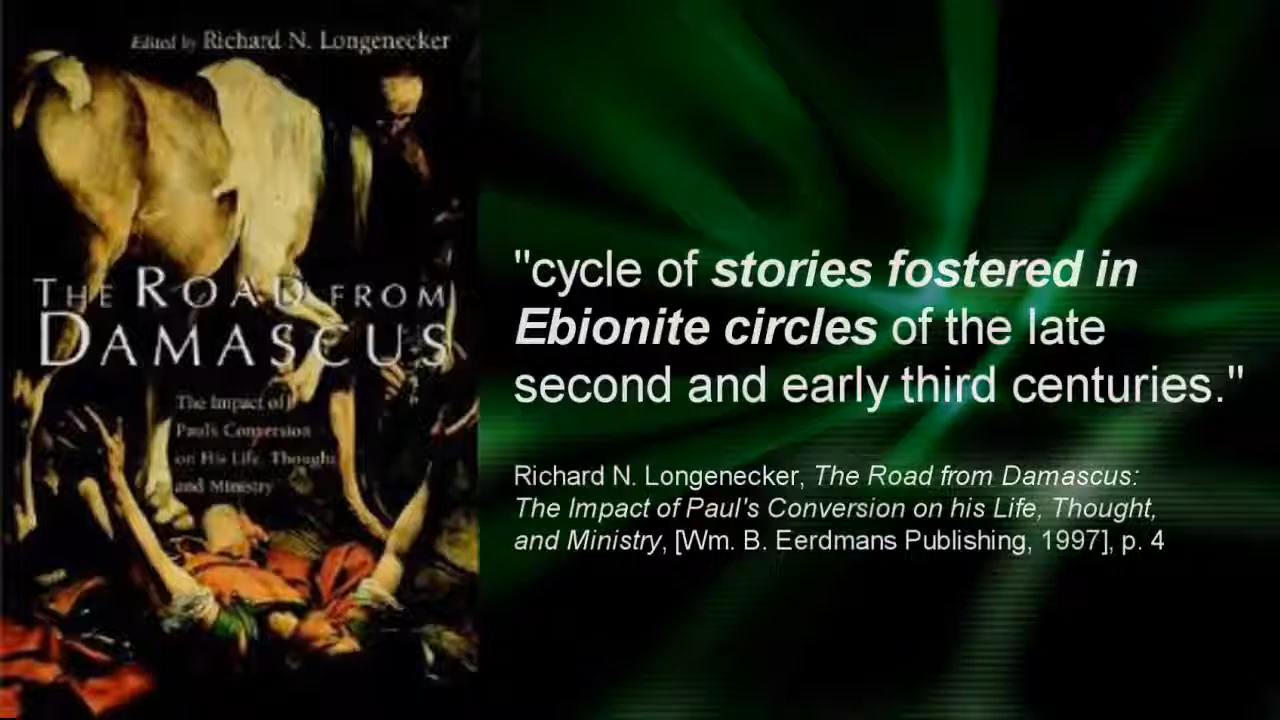 Edited by Richard N. Longenecker
THE ROAD FROM
DAMASCUS
The Impact of
Paul's Conversion
on His Life, Thought
and Ministry
"cycle of stories fostered in
Ebionite circles of the late
second and early third centuries."
Richard N. Longenecker, The Road from Damascus:
The Impact of Paul's Conversion on his Life, Thought,
and Ministry, [Wm. B. Eerdmans Publishing, 1997], p. 4